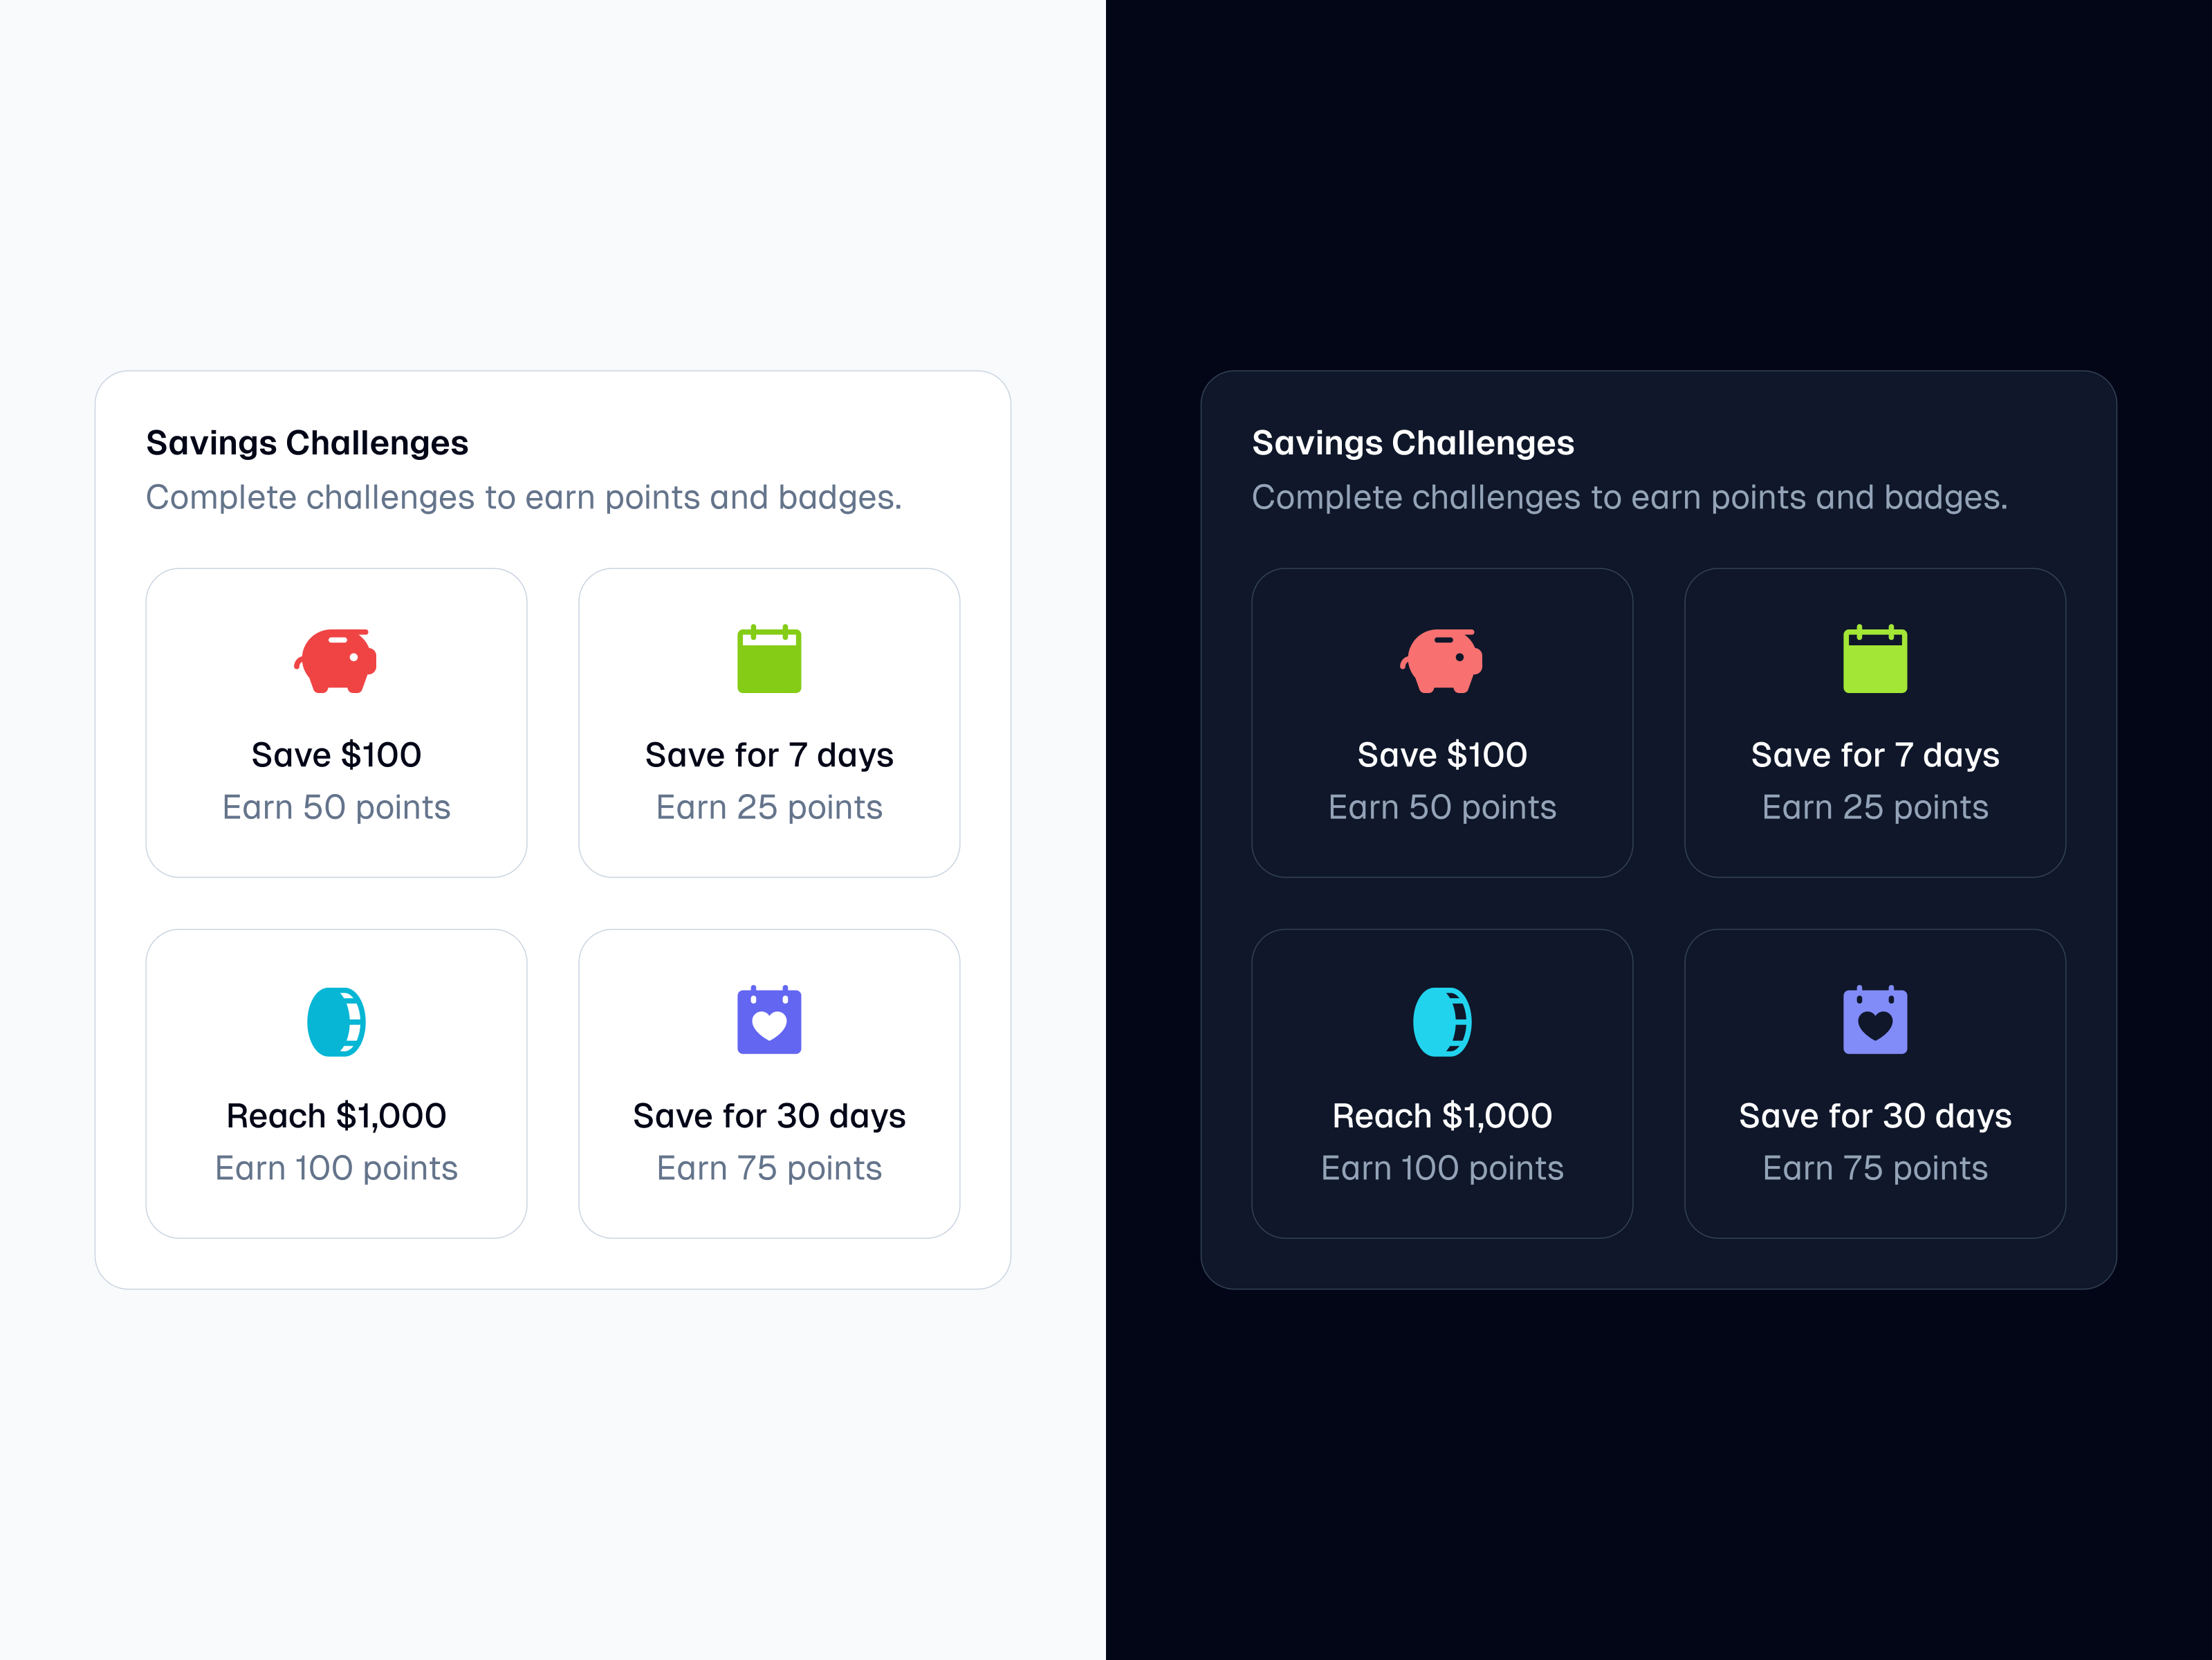 Savings Challenges
Complete challenges to earn points and badges.
Save $100
Earn 50 points
Save for 7 days
Earn 25 points
Reach $1,000
Earn 100 points
Save for 30 days
Earn 75 points
Savings Challenges
Complete challenges to earn points and badges.
Save $100
Earn 50 points
Save for 7 days
Earn 25 points
Reach $1,000
Earn 100 points
Save for 30 days
Earn 75 points